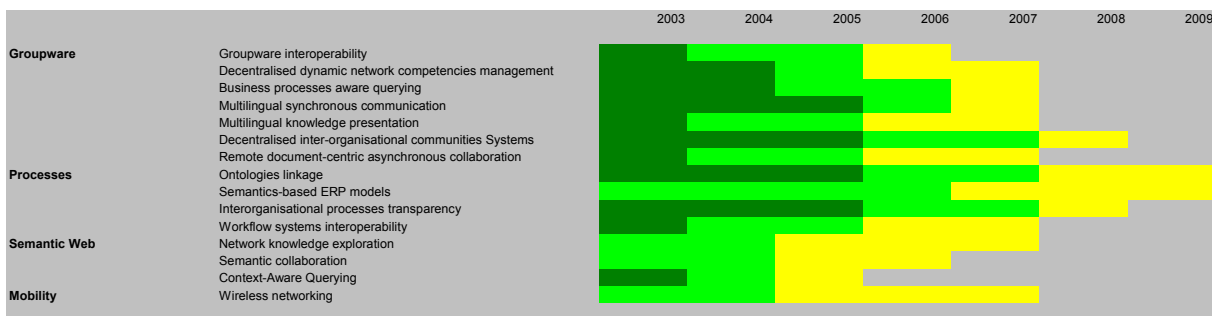 2003 2004 2005 2006 2007 2008 2009
Groupware Groupware interoperability
Decentralised dynamic network competencies management
Business processes aware querying
Multilingual synchronous communication
Multilingual knowledge presentation
Decentralised inter-organisational communities Systems
Remote document-centric asynchronous collaboration
Processes Ontologies linkage
Semantics-based ERP models
Interorganisational processes transparency
Workflow systems interoperability
Semantic Web Network knowledge exploration
Semantic collaboration
Context-Aware Querying
Mobility Wireless networking